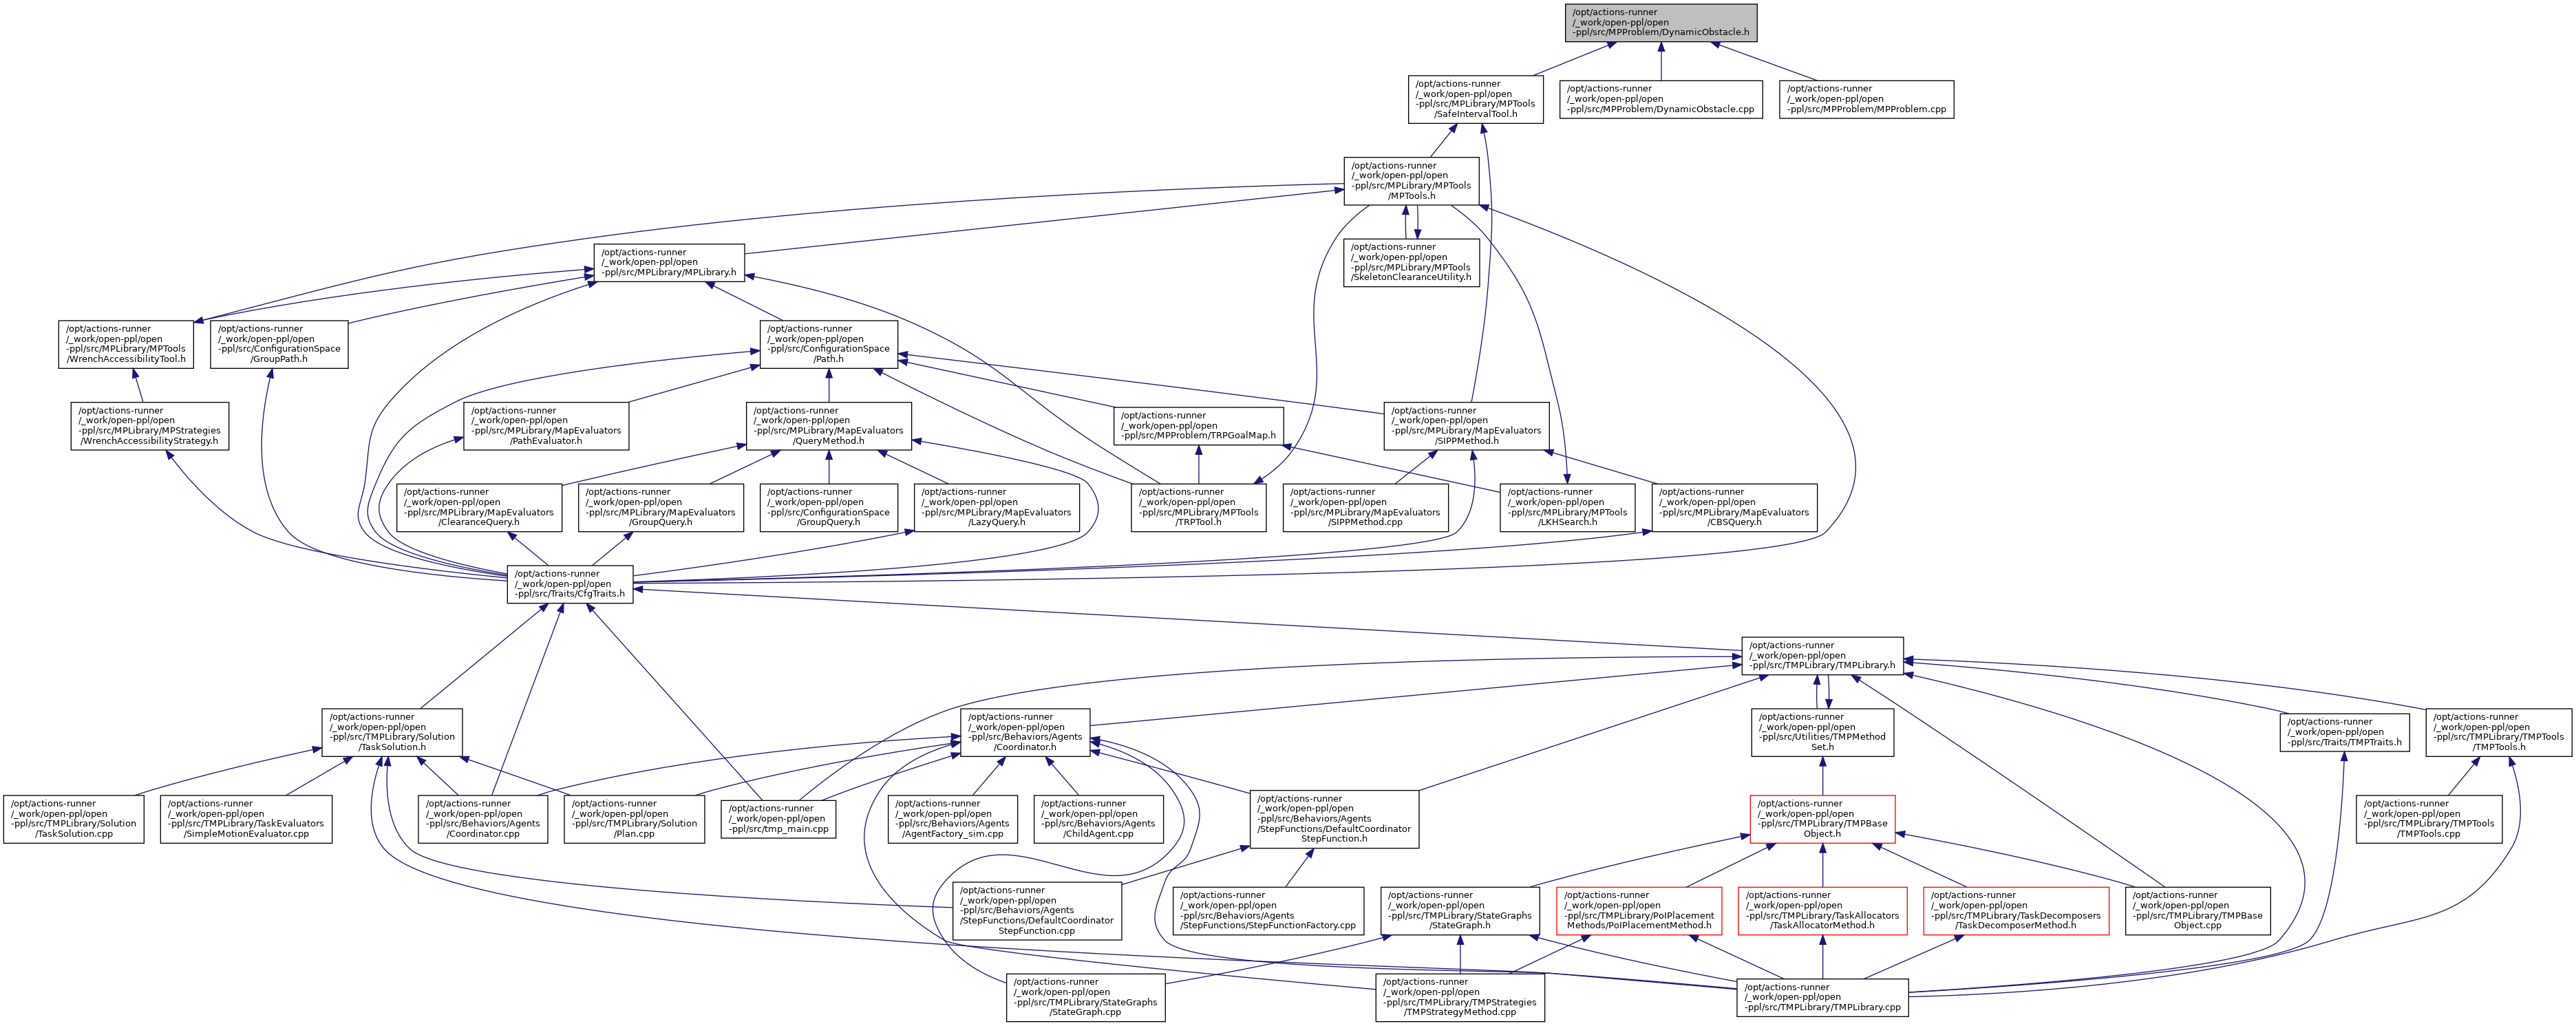 /opt/actions-runner
/_work/open-ppl/open
-ppl/src/MPProblem/DynamicObstacle.h
/opt/actions-runner
/_work/open-ppl/open
-ppl/src/MPLibrary/MPTools
/SafeIntervalTool.h
/opt/actions-runner
/_work/open-ppl/open
-ppl/src/MPProblem/DynamicObstacle.cpp
/opt/actions-runner
/_work/open-ppl/open
-ppl/src/MPProblem/MPProblem.cpp
/opt/actions-runner
/_work/open-ppl/open
-ppl/src/MPLibrary/MPTools
/MPTools.h
/opt/actions-runner
/_work/open-ppl/open
-ppl/src/MPLibrary/MPLibrary.h
/opt/actions-runner
/_work/open-ppl/open
-ppl/src/MPLibrary/MPTools
/SkeletonClearanceUtility.h
/opt/actions-runner
/_work/open-ppl/open
-ppl/src/MPLibrary/MPTools
/WrenchAccessibilityTool.h
/opt/actions-runner
/_work/open-ppl/open
-ppl/src/ConfigurationSpace
/GroupPath.h
/opt/actions-runner
/_work/open-ppl/open
-ppl/src/ConfigurationSpace
/Path.h
/opt/actions-runner
/_work/open-ppl/open
-ppl/src/MPLibrary/MPStrategies
/WrenchAccessibilityStrategy.h
/opt/actions-runner
/_work/open-ppl/open
-ppl/src/MPLibrary/MapEvaluators
/PathEvaluator.h
/opt/actions-runner
/_work/open-ppl/open
-ppl/src/MPLibrary/MapEvaluators
/QueryMethod.h
/opt/actions-runner
/_work/open-ppl/open
-ppl/src/MPProblem/TRPGoalMap.h
/opt/actions-runner
/_work/open-ppl/open
-ppl/src/MPLibrary/MapEvaluators
/SIPPMethod.h
/opt/actions-runner
/_work/open-ppl/open
-ppl/src/MPLibrary/MapEvaluators
/ClearanceQuery.h
/opt/actions-runner
/_work/open-ppl/open
-ppl/src/MPLibrary/MapEvaluators
/GroupQuery.h
/opt/actions-runner
/_work/open-ppl/open
-ppl/src/ConfigurationSpace
/GroupQuery.h
/opt/actions-runner
/_work/open-ppl/open
-ppl/src/MPLibrary/MapEvaluators
/LazyQuery.h
/opt/actions-runner
/_work/open-ppl/open
-ppl/src/MPLibrary/MPTools
/TRPTool.h
/opt/actions-runner
/_work/open-ppl/open
-ppl/src/MPLibrary/MapEvaluators
/SIPPMethod.cpp
/opt/actions-runner
/_work/open-ppl/open
-ppl/src/MPLibrary/MPTools
/LKHSearch.h
/opt/actions-runner
/_work/open-ppl/open
-ppl/src/MPLibrary/MapEvaluators
/CBSQuery.h
/opt/actions-runner
/_work/open-ppl/open
-ppl/src/Traits/CfgTraits.h
/opt/actions-runner
/_work/open-ppl/open
-ppl/src/TMPLibrary/TMPLibrary.h
/opt/actions-runner
/_work/open-ppl/open
-ppl/src/TMPLibrary/Solution
/TaskSolution.h
/opt/actions-runner
/_work/open-ppl/open
-ppl/src/Behaviors/Agents
/Coordinator.h
/opt/actions-runner
/_work/open-ppl/open
-ppl/src/Utilities/TMPMethod
Set.h
/opt/actions-runner
/_work/open-ppl/open
-ppl/src/Traits/TMPTraits.h
/opt/actions-runner
/_work/open-ppl/open
-ppl/src/TMPLibrary/TMPTools
/TMPTools.h
/opt/actions-runner
/_work/open-ppl/open
-ppl/src/TMPLibrary/Solution
/TaskSolution.cpp
/opt/actions-runner
/_work/open-ppl/open
-ppl/src/TMPLibrary/TaskEvaluators
/SimpleMotionEvaluator.cpp
/opt/actions-runner
/_work/open-ppl/open
-ppl/src/Behaviors/Agents
/Coordinator.cpp
/opt/actions-runner
/_work/open-ppl/open
-ppl/src/TMPLibrary/Solution
/Plan.cpp
/opt/actions-runner
/_work/open-ppl/open
-ppl/src/tmp_main.cpp
/opt/actions-runner
/_work/open-ppl/open
-ppl/src/Behaviors/Agents
/AgentFactory_sim.cpp
/opt/actions-runner
/_work/open-ppl/open
-ppl/src/Behaviors/Agents
/ChildAgent.cpp
/opt/actions-runner
/_work/open-ppl/open
-ppl/src/Behaviors/Agents
/StepFunctions/DefaultCoordinator
StepFunction.h
/opt/actions-runner
/_work/open-ppl/open
-ppl/src/TMPLibrary/TMPBase
Object.h
/opt/actions-runner
/_work/open-ppl/open
-ppl/src/TMPLibrary/TMPTools
/TMPTools.cpp
/opt/actions-runner
/_work/open-ppl/open
-ppl/src/Behaviors/Agents
/StepFunctions/DefaultCoordinator
StepFunction.cpp
/opt/actions-runner
/_work/open-ppl/open
-ppl/src/Behaviors/Agents
/StepFunctions/StepFunctionFactory.cpp
/opt/actions-runner
/_work/open-ppl/open
-ppl/src/TMPLibrary/StateGraphs
/StateGraph.h
/opt/actions-runner
/_work/open-ppl/open
-ppl/src/TMPLibrary/PoIPlacement
Methods/PoIPlacementMethod.h
/opt/actions-runner
/_work/open-ppl/open
-ppl/src/TMPLibrary/TaskAllocators
/TaskAllocatorMethod.h
/opt/actions-runner
/_work/open-ppl/open
-ppl/src/TMPLibrary/TaskDecomposers
/TaskDecomposerMethod.h
/opt/actions-runner
/_work/open-ppl/open
-ppl/src/TMPLibrary/TMPBase
Object.cpp
/opt/actions-runner
/_work/open-ppl/open
-ppl/src/TMPLibrary/StateGraphs
/StateGraph.cpp
/opt/actions-runner
/_work/open-ppl/open
-ppl/src/TMPLibrary/TMPStrategies
/TMPStrategyMethod.cpp
/opt/actions-runner
/_work/open-ppl/open
-ppl/src/TMPLibrary/TMPLibrary.cpp